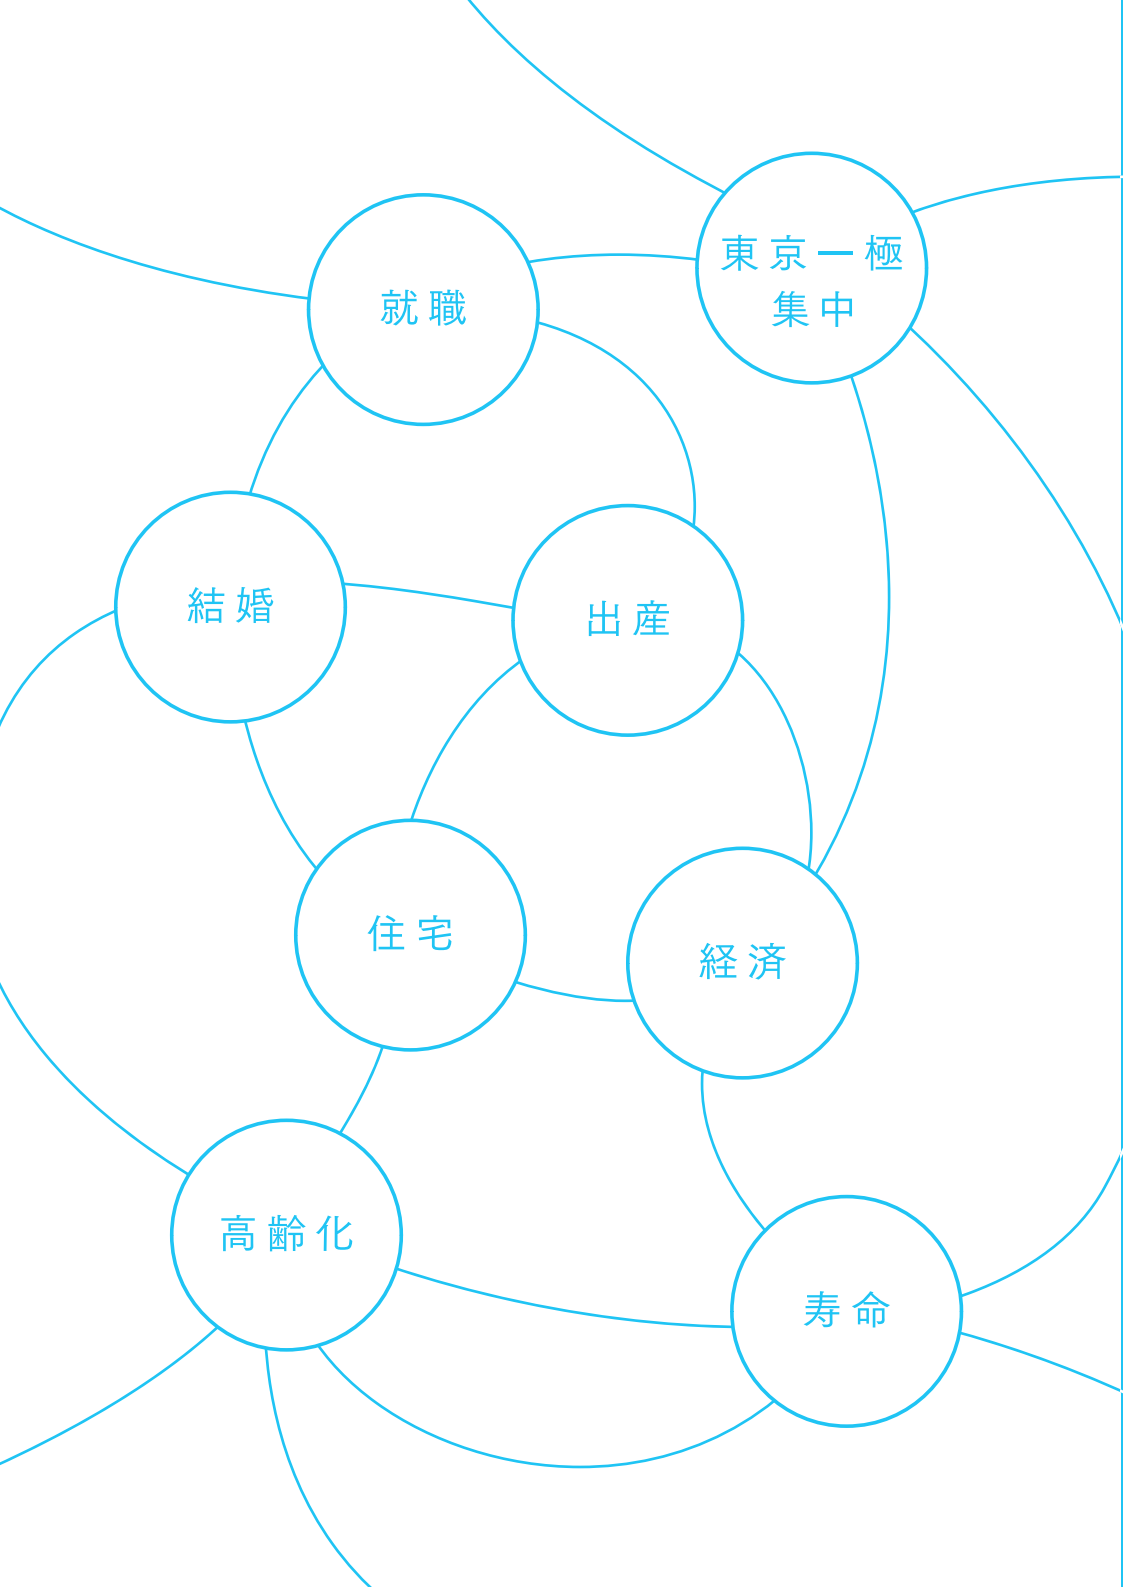 東京一極
集中
就職
結婚
出産
住宅
経済
高齢化
寿命